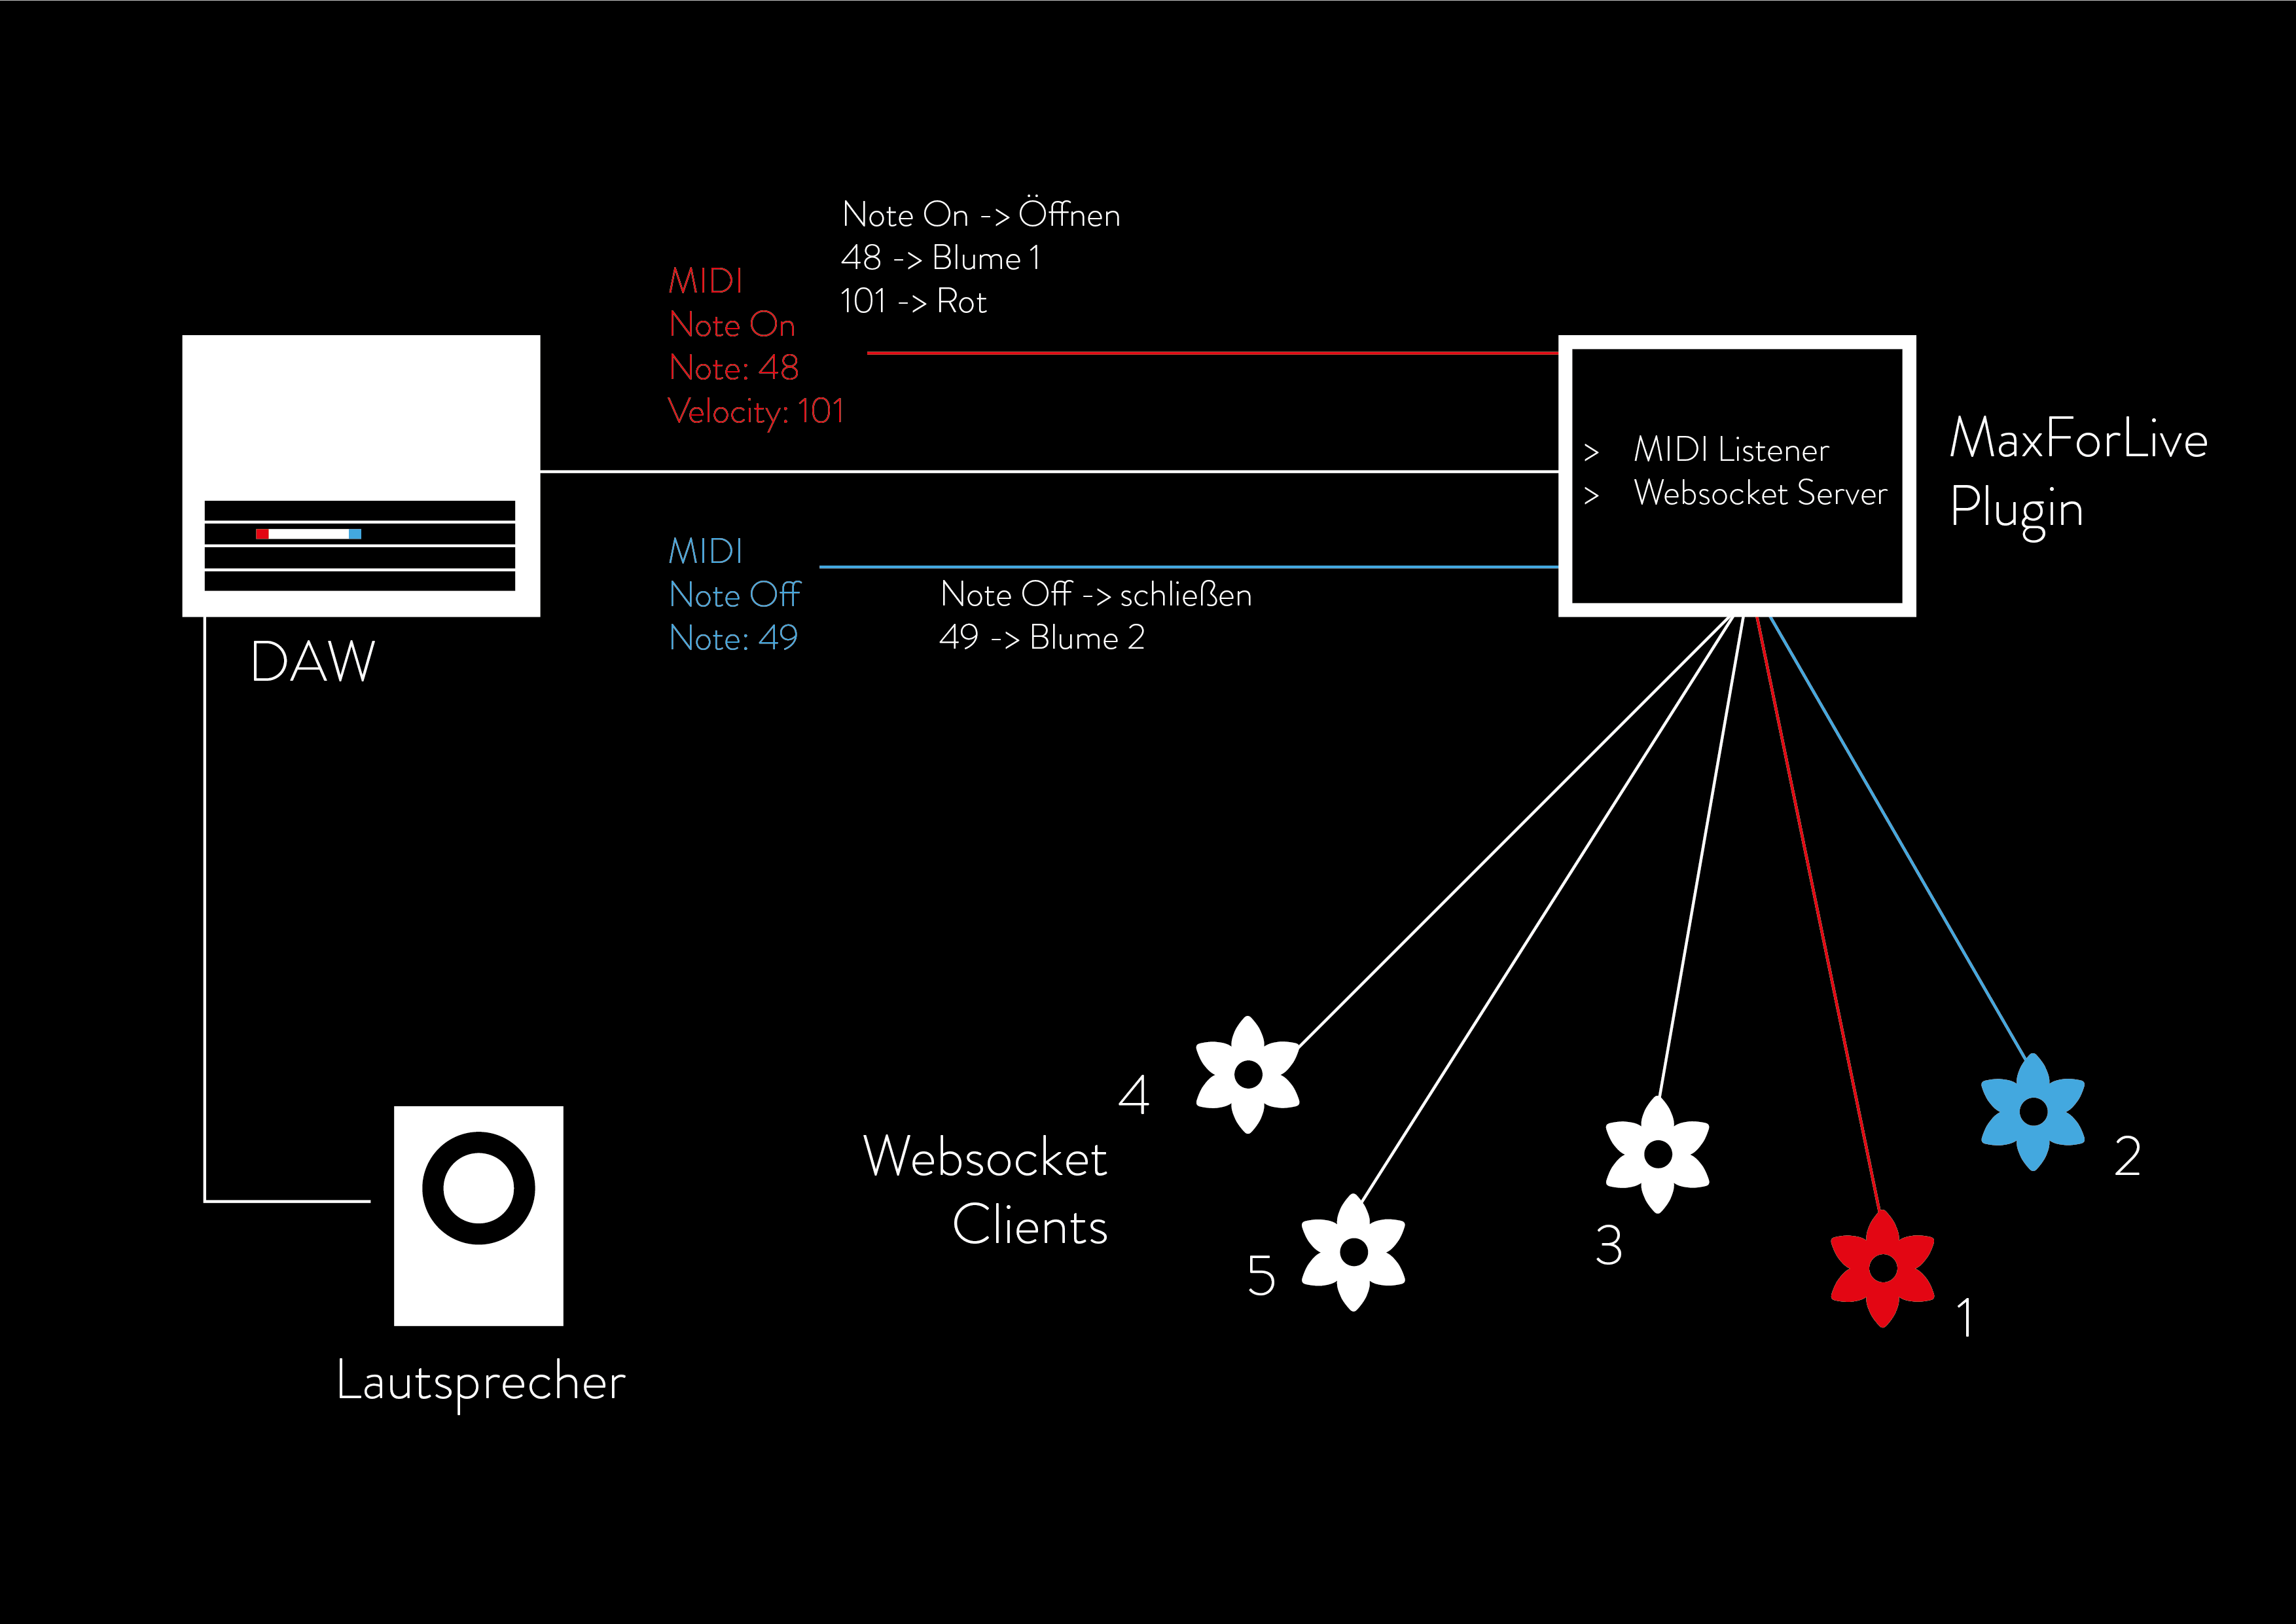 Note On -> Öffnen
48 -> Blume 1
101 -> Rot
MIDI
Note On
Note: 48
Velocity: 101
> MIDI Listener
> Websocket Server
MaxForLive
Plugin
MIDI
Note Off
Note: 49
Note Off -> schließen
49 -> Blume 2
DAW
4
Websocket
Clients
5
3
2
1
Lautsprecher